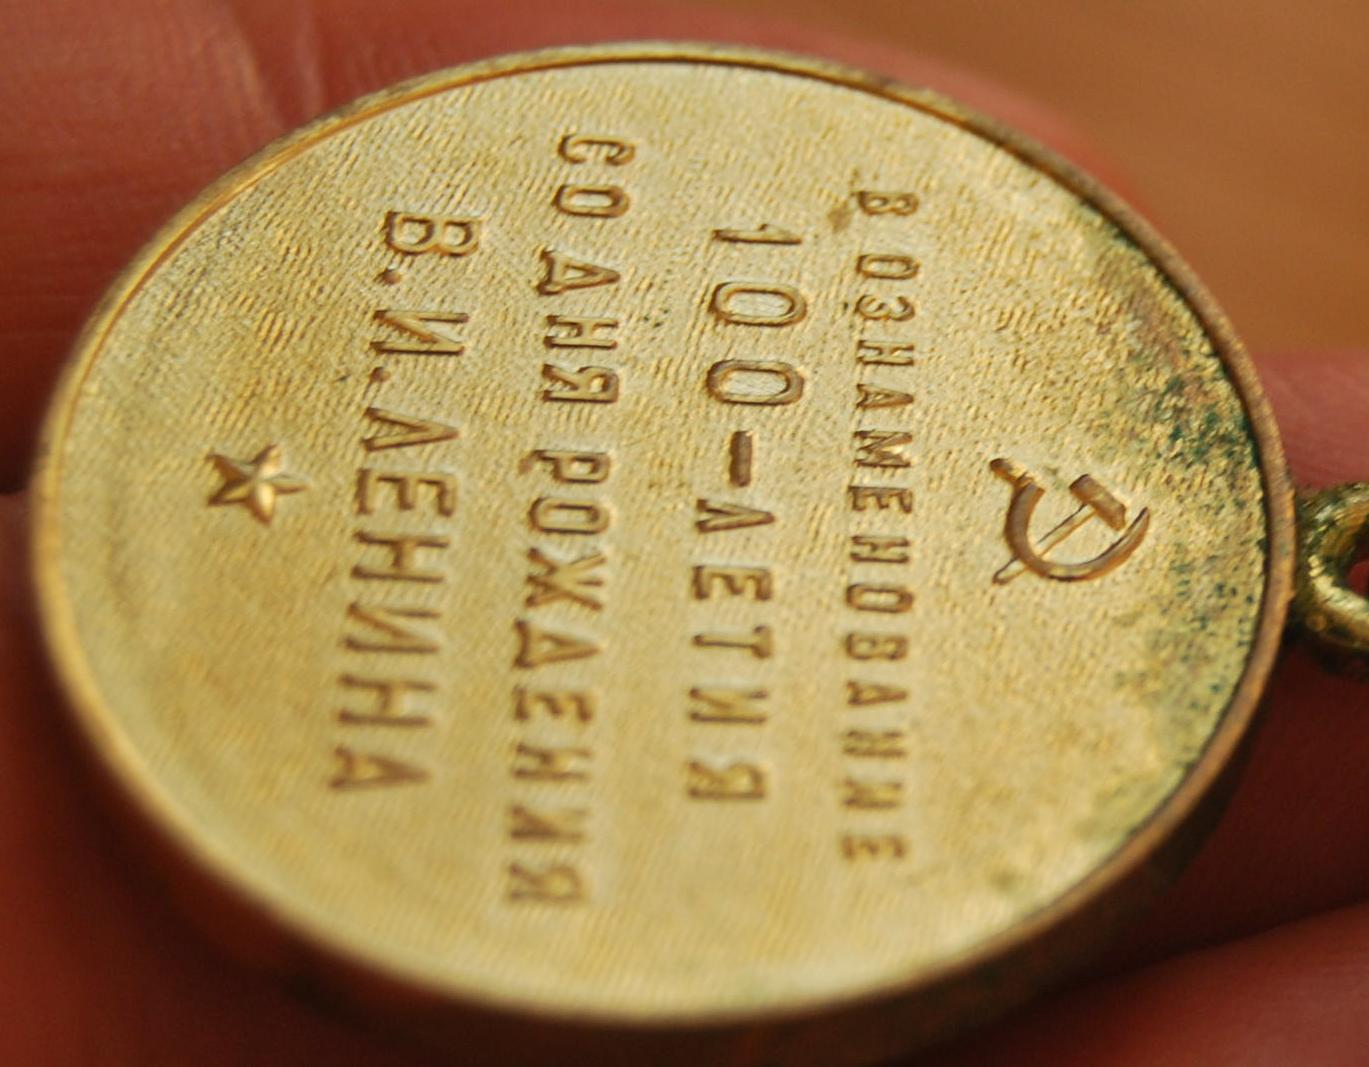 В ОЗНАМЕНОВАНИЕ
100-ЛЕТИЯ
СО ДНЯ РОЖДЕНИЯ
В.И.ЛЕНИНА